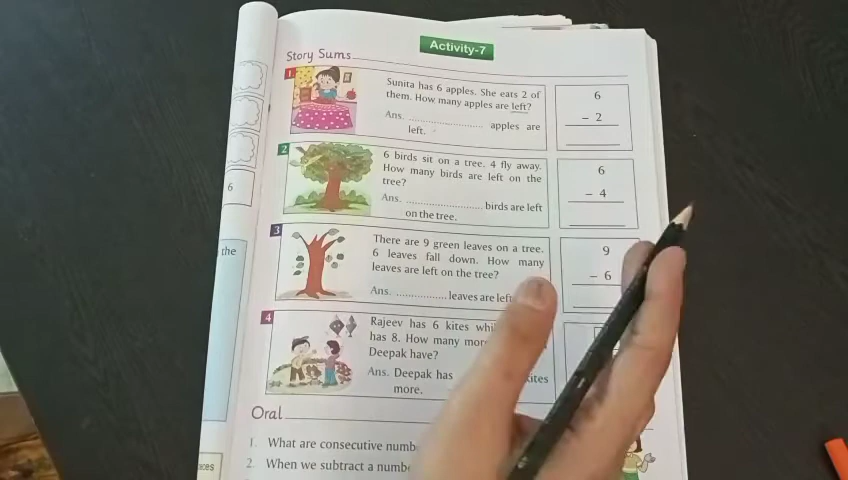 Activity-7
Story Sums
1
Sunita has 6 apples. She eats 2 of
them. How many apples are left?
Ans. .................... apples are
left.
6
- 2
2
6 birds sit on a tree. 4 fly away.
How many birds are left on the
tree?
Ans. .................... birds are left
on the tree.
6
- 4
3
There are 9 green leaves on a tree.
6 leaves fall down. How many
leaves are left on the tree?
Ans. .................. leaves are left
9
- 6
4
Rajeev has 6 kites
has 8. How many
Deepak have?
Ans. Deepak has
more.
Oral
1. What are consecutive
2. When we subtract a
6
the